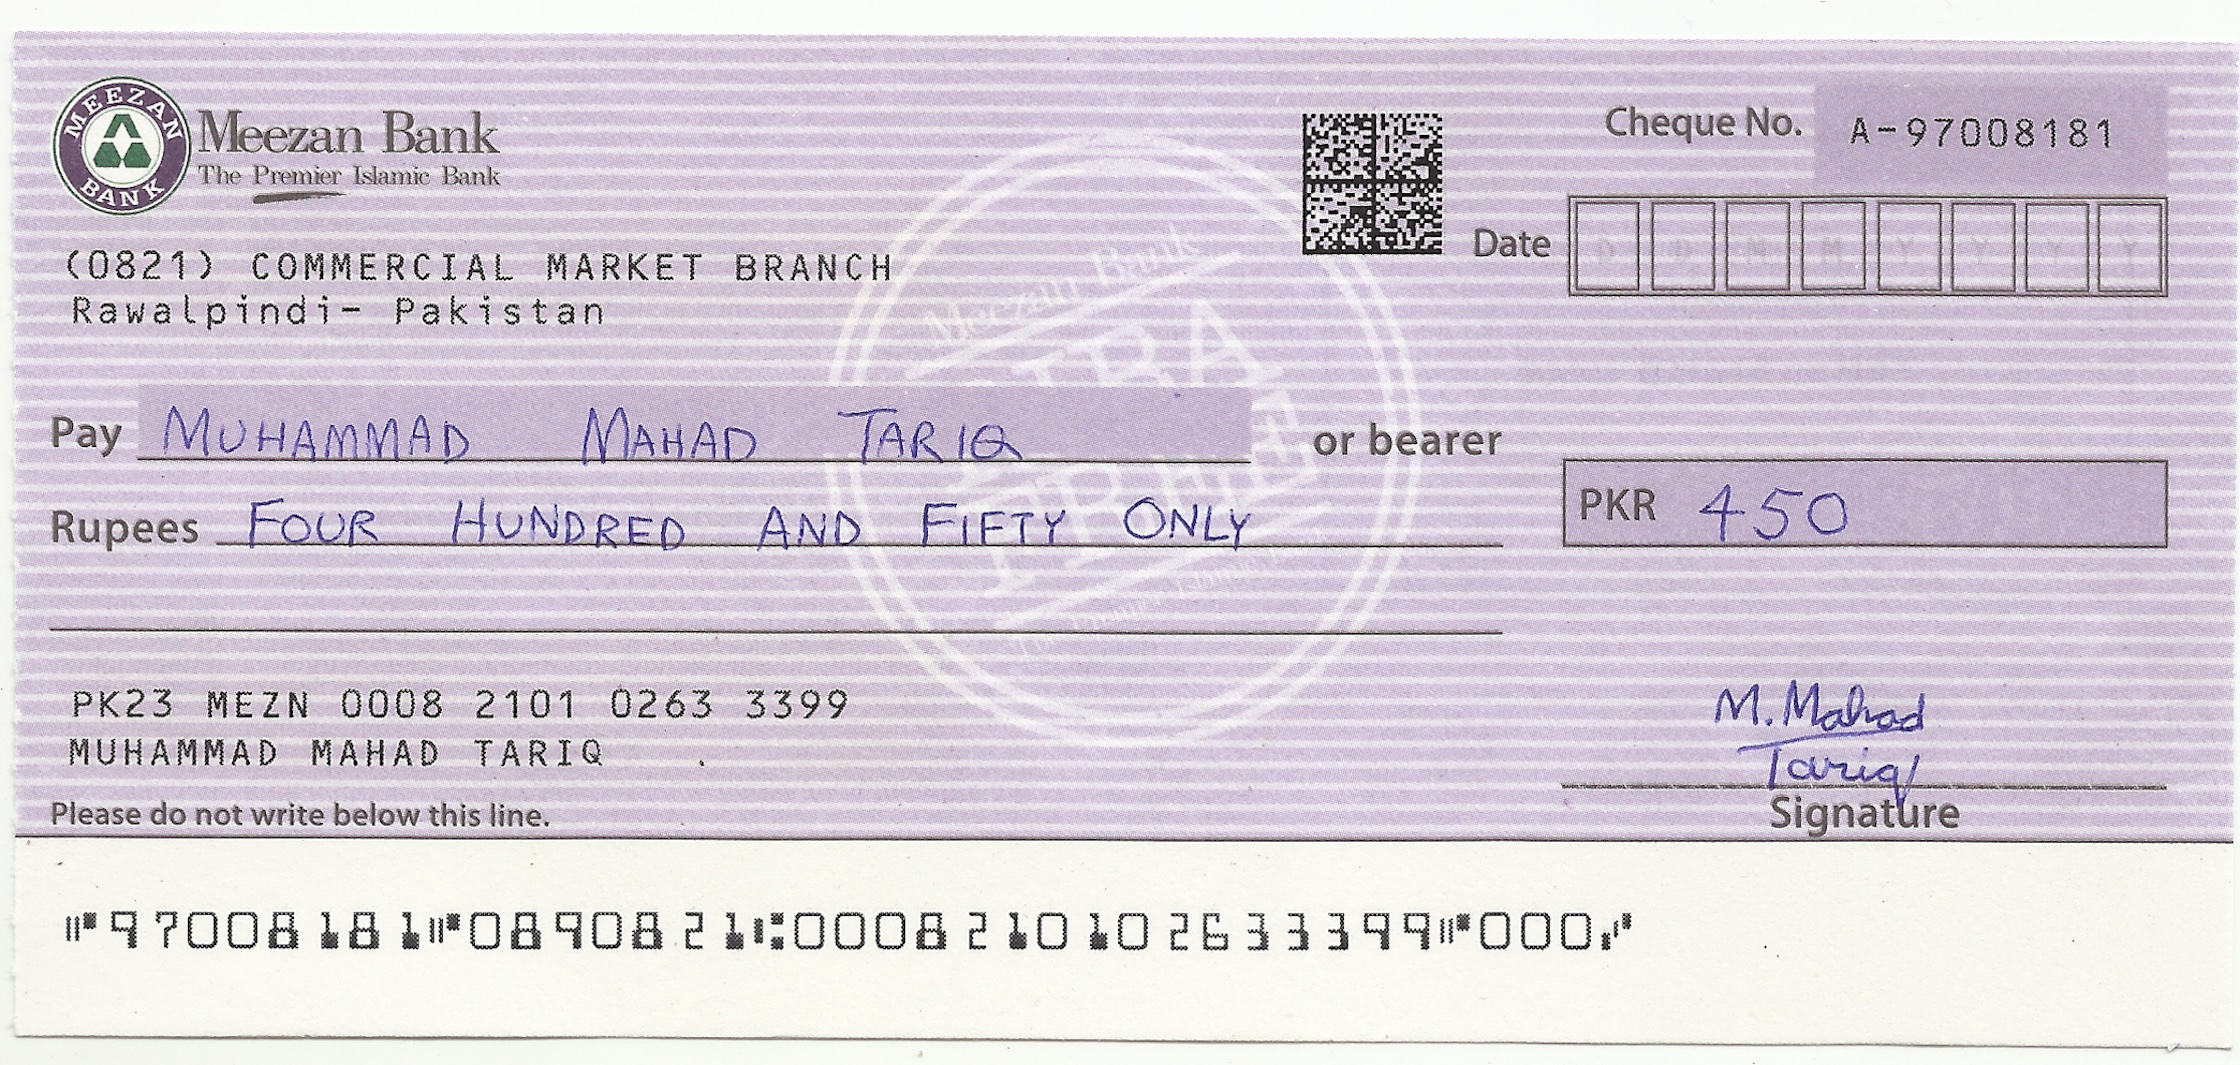 MEEZAN BANK
Meezan Bank
The Premier Islamic Bank
Cheque No. A-97008181
Date D D M M Y Y Y Y
(0821) COMMERCIAL MARKET BRANCH
Rawalpindi- Pakistan
Meezan Bank
Pay MUHAMMAD MAHAD TARIQ or bearer
Rupees FOUR HUNDRED AND FIFTY ONLY
PKR 450
PK23 MEZN 0008 2101 0263 3399
MUHAMMAD MAHAD TARIQ
M. Mahad
Tariq
Signature
Please do not write below this line.
⑈97008181⑈0890821⑆0008210102633399⑈000⑇